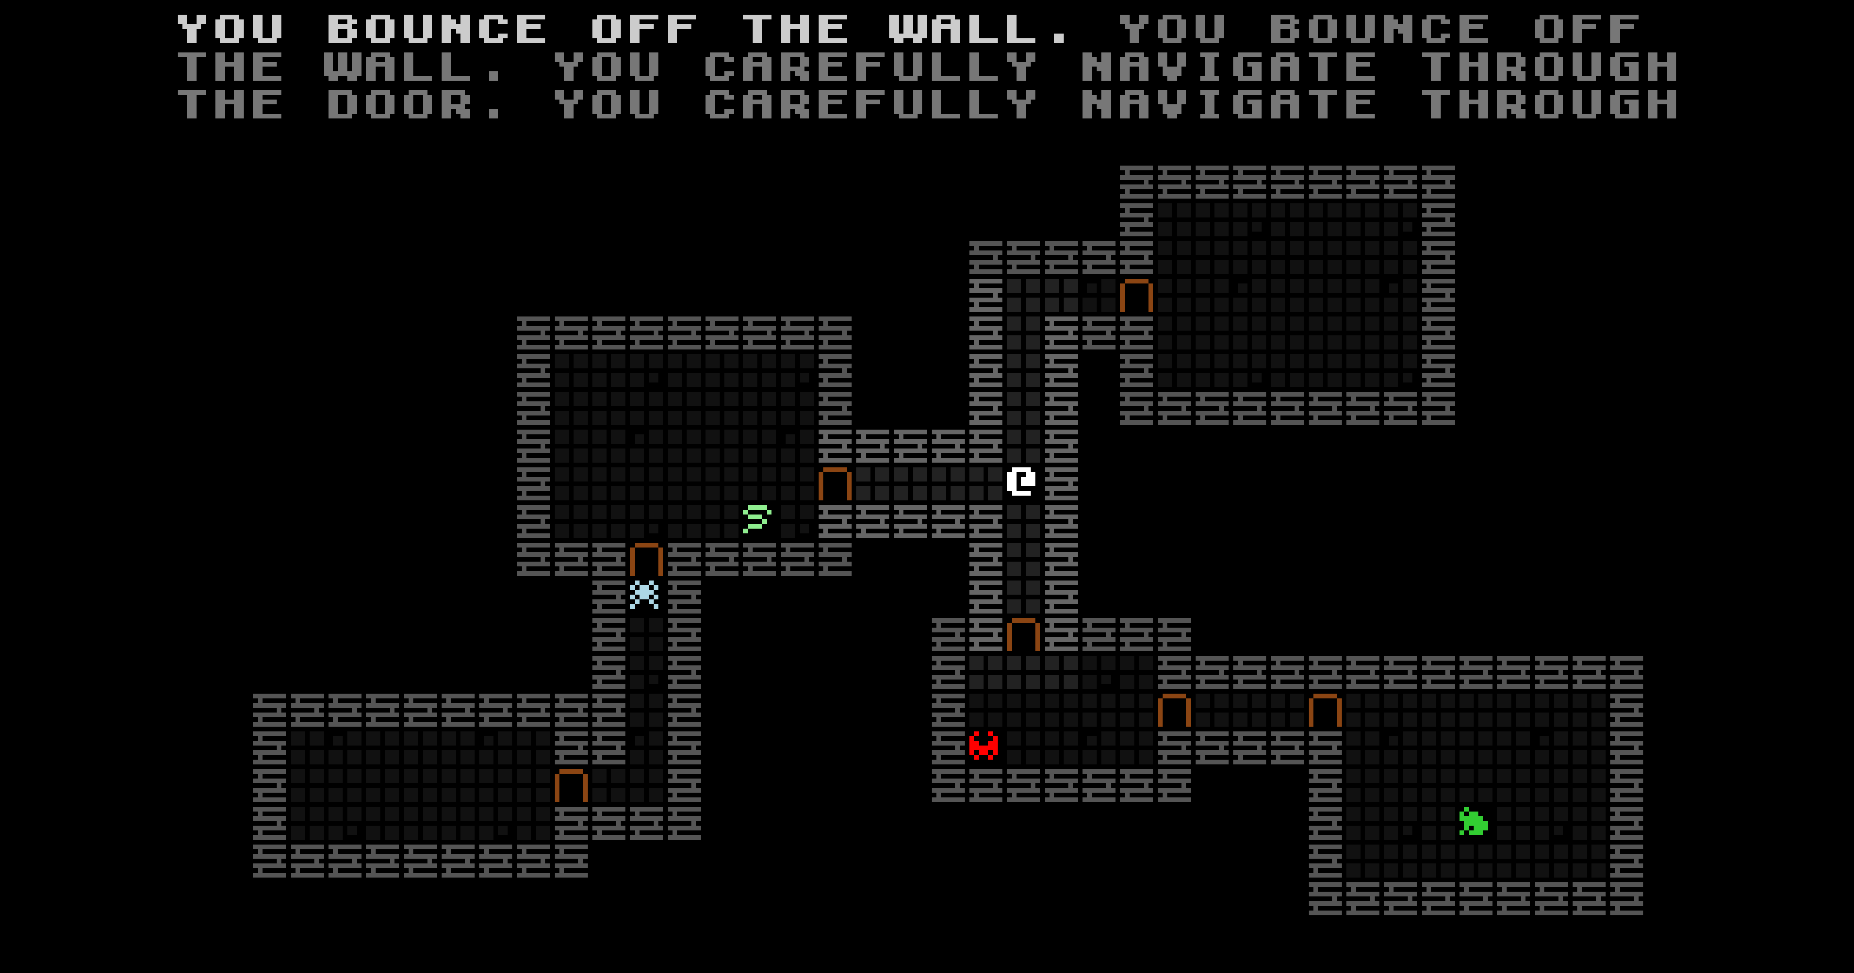 YOU BOUNCE OFF THE WALL. YOU BOUNCE OFF
THE WALL. YOU CAREFULLY NAVIGATE THROUGH
THE DOOR. YOU CAREFULLY NAVIGATE THROUGH